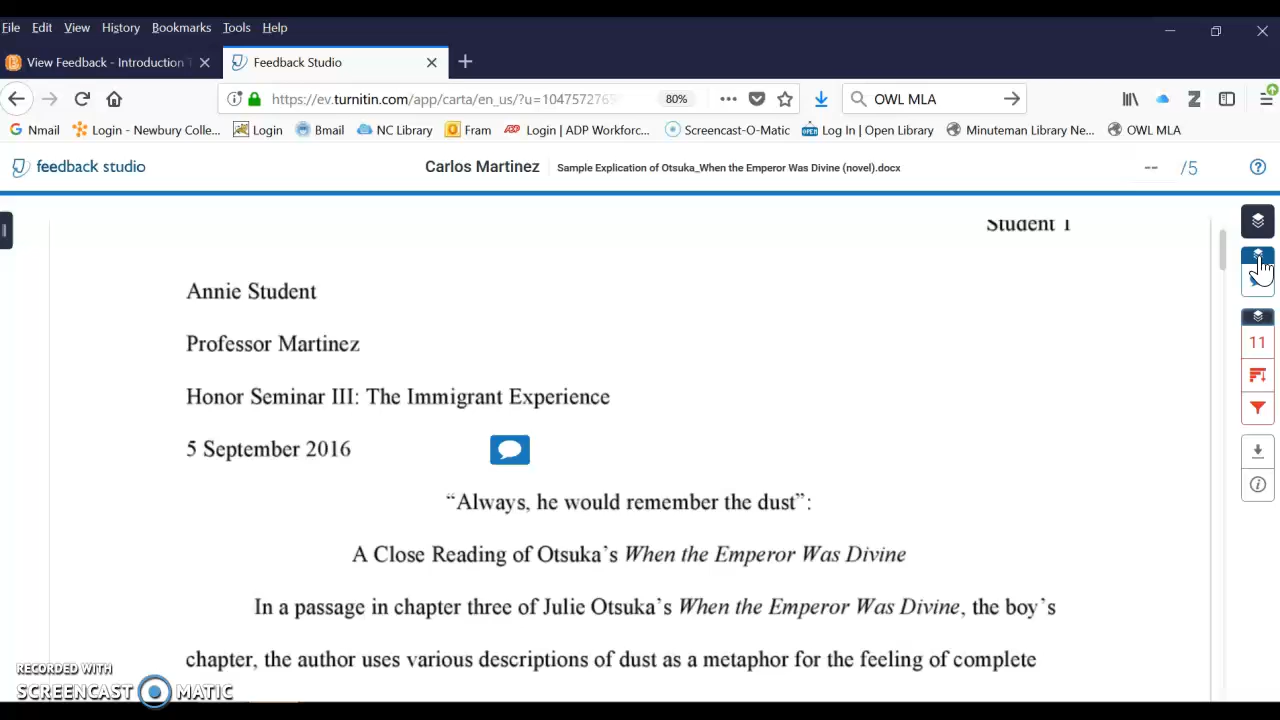 File Edit View History Bookmarks Tools Help
View Feedback - Introduction T
Feedback Studio
https://ev.turnitin.com/app/carta/en_us/?u=104757276
80%
OWL MLA
Nmail
Login - Newbury Colle...
Login
Bmail
NC Library
Fram
Login | ADP Workforc...
Screencast-O-Matic
Log In | Open Library
Minuteman Library Ne...
OWL MLA
feedback studio
Carlos Martinez
Sample Explication of Otsuka_When the Emperor Was Divine (novel).docx
-- /5
Student 1
Annie Student
Professor Martinez
Honor Seminar III: The Immigrant Experience
5 September 2016
“Always, he would remember the dust”:
A Close Reading of Otsuka’s When the Emperor Was Divine
In a passage in chapter three of Julie Otsuka’s When the Emperor Was Divine, the boy’s
chapter, the author uses various descriptions of dust as a metaphor for the feeling of complete
11
RECORDED WITH
SCREENCAST MATIC